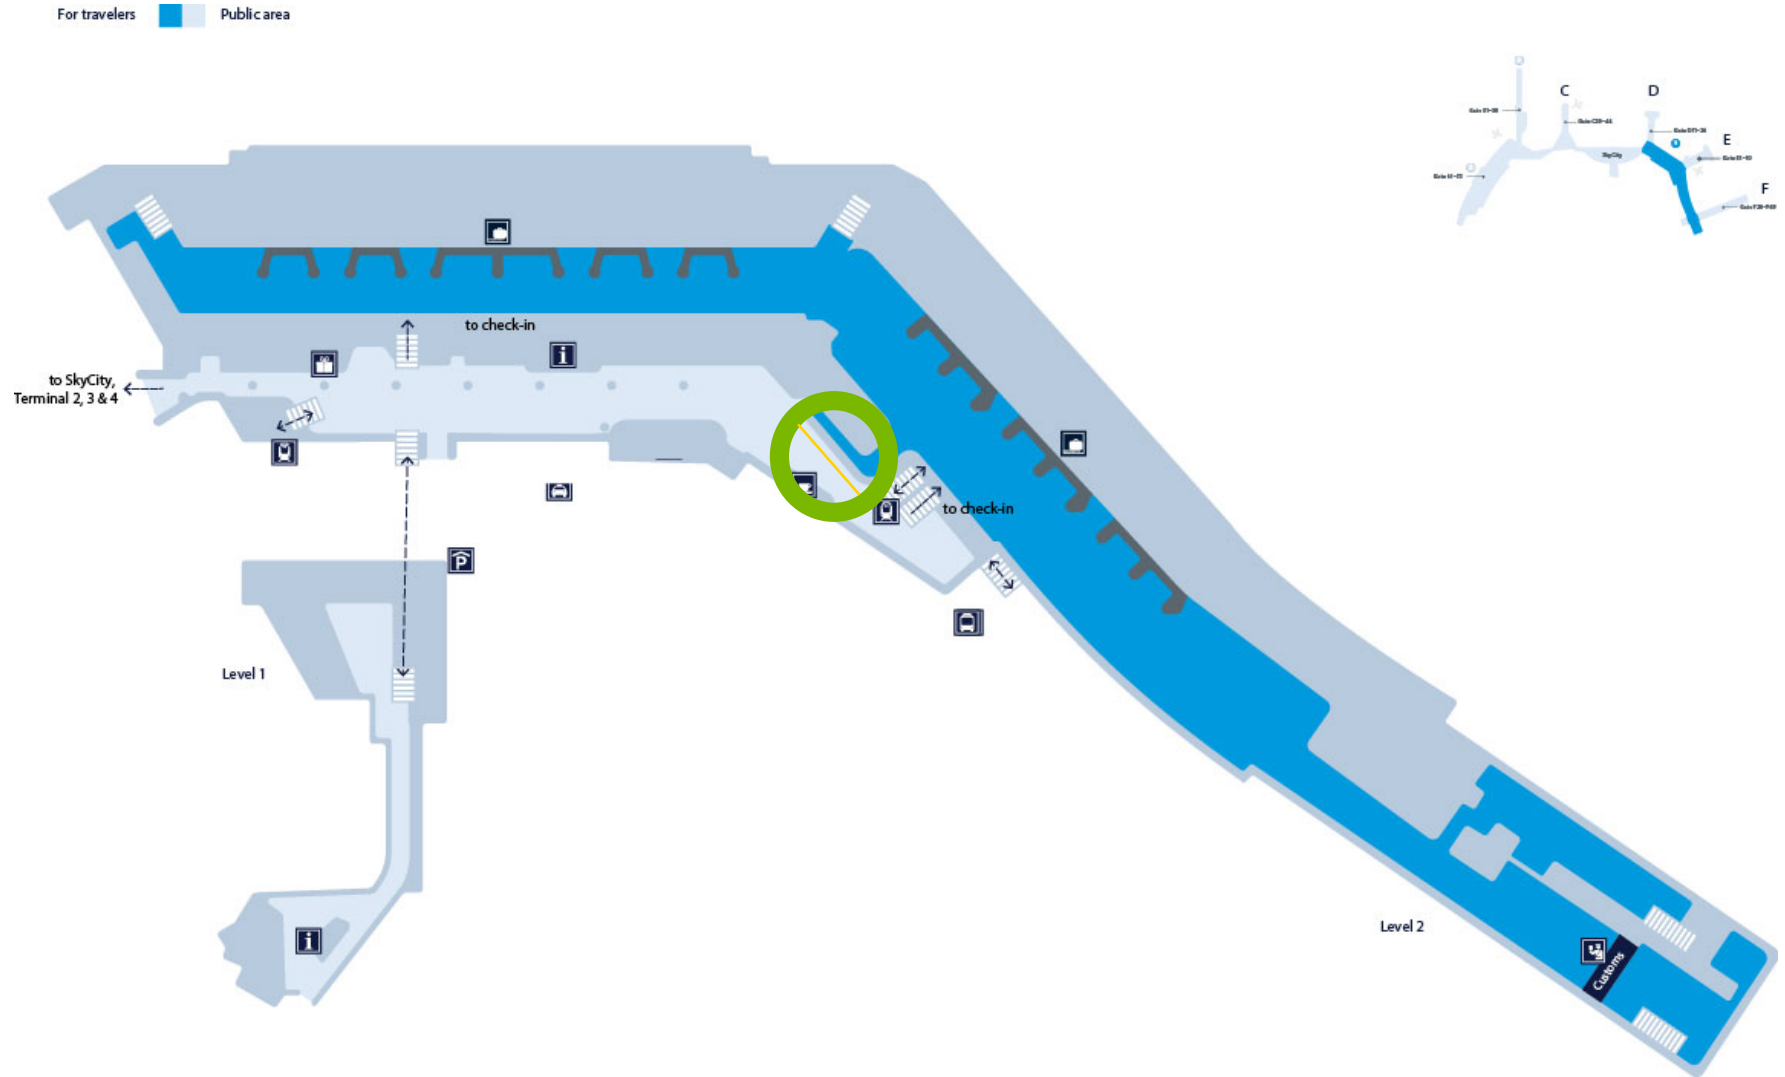 For travelers
Public area
C
D
E
F
SkyCity
to check-in
to SkyCity,
Terminal 2, 3 & 4
i
to check-in
P
Level 1
i
Level 2
Customs